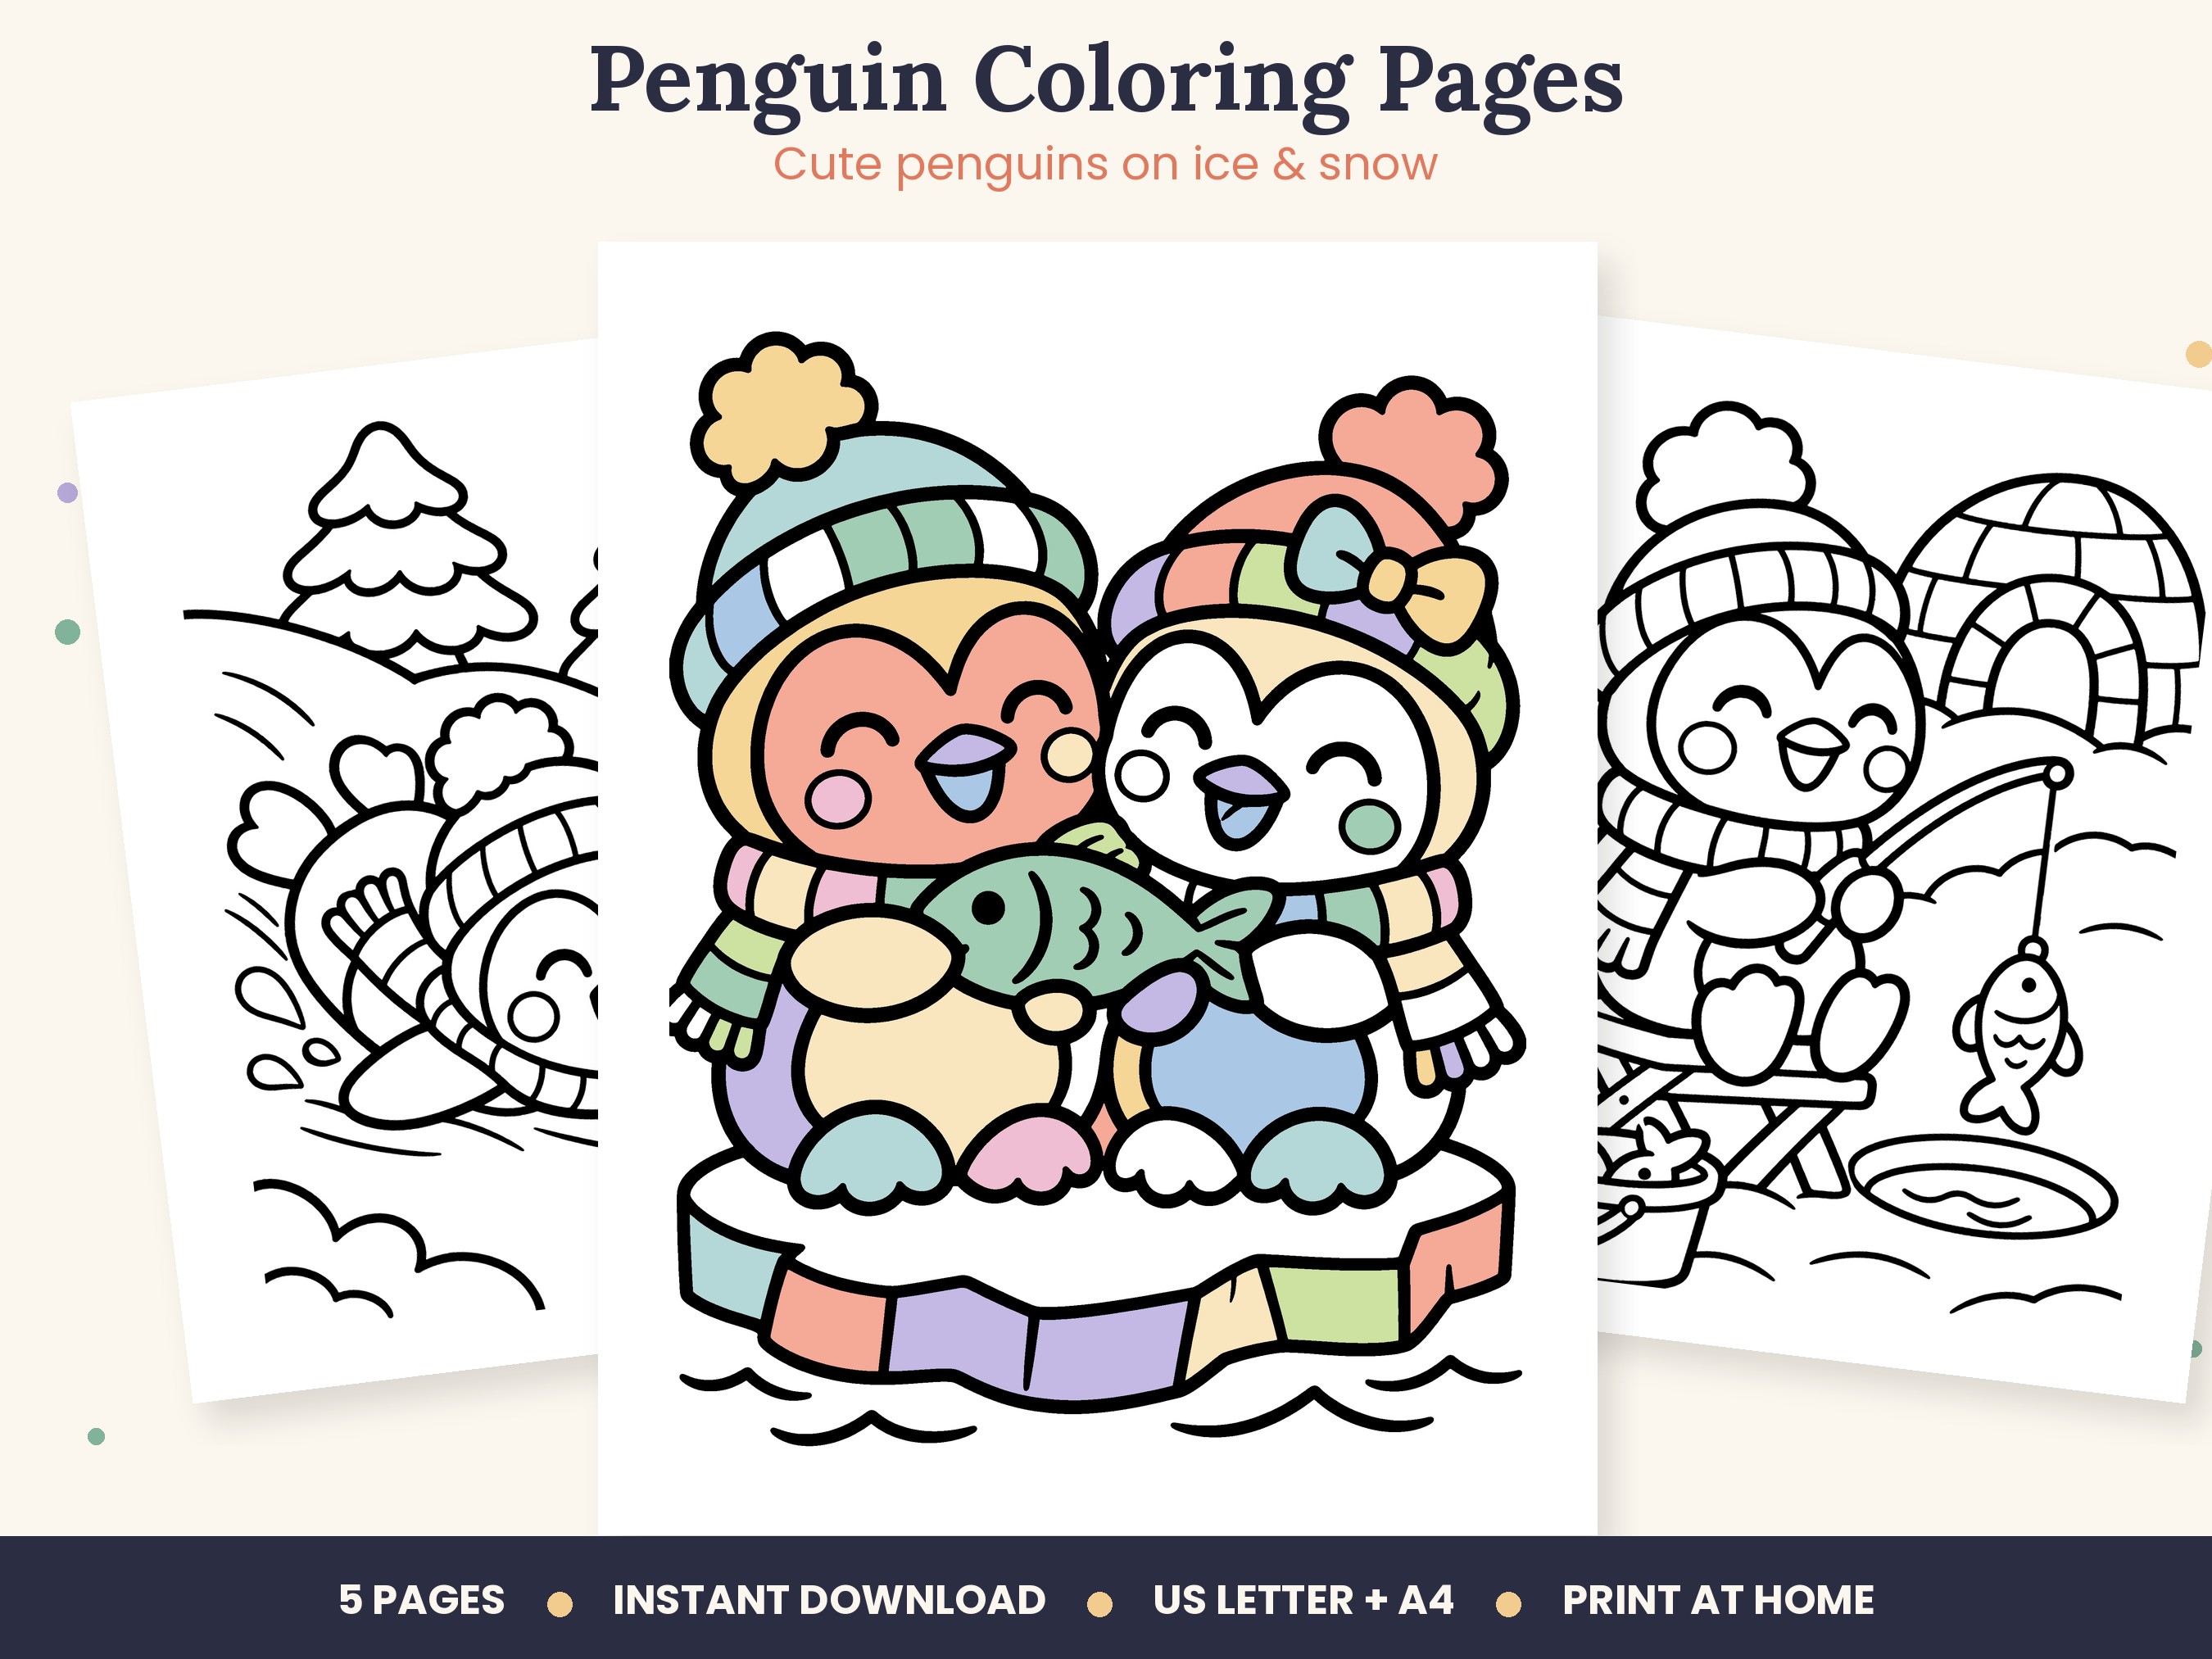 Penguin Coloring Pages
Cute penguins on ice & snow
5 PAGES ● INSTANT DOWNLOAD ● US LETTER + A4 ● PRINT AT HOME